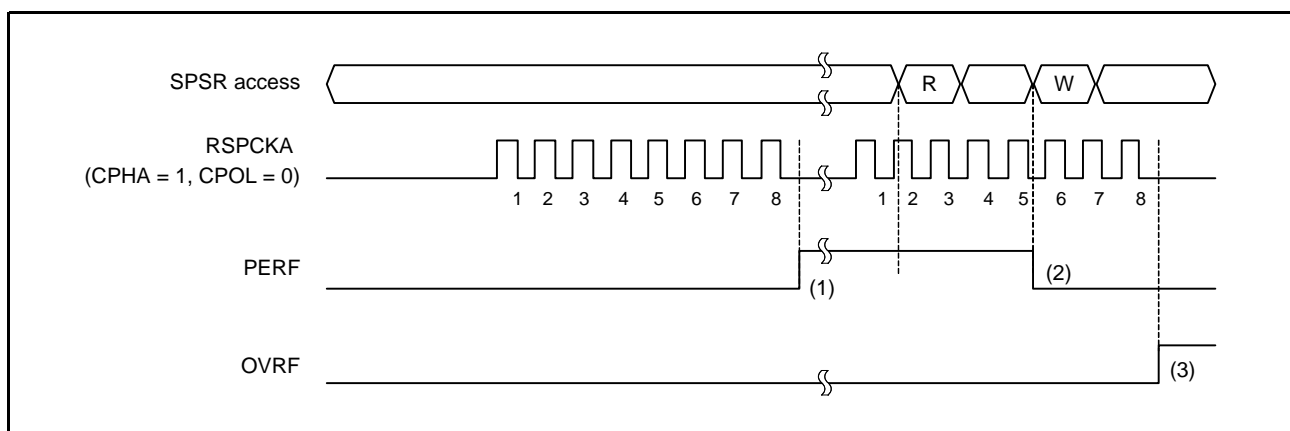 SPSR access
R
W
RSPCKA
(CPHA = 1, CPOL = 0)
1 2 3 4 5 6 7 8 1 2 3 4 5 6 7 8
PERF
(1)
(2)
OVRF
(3)